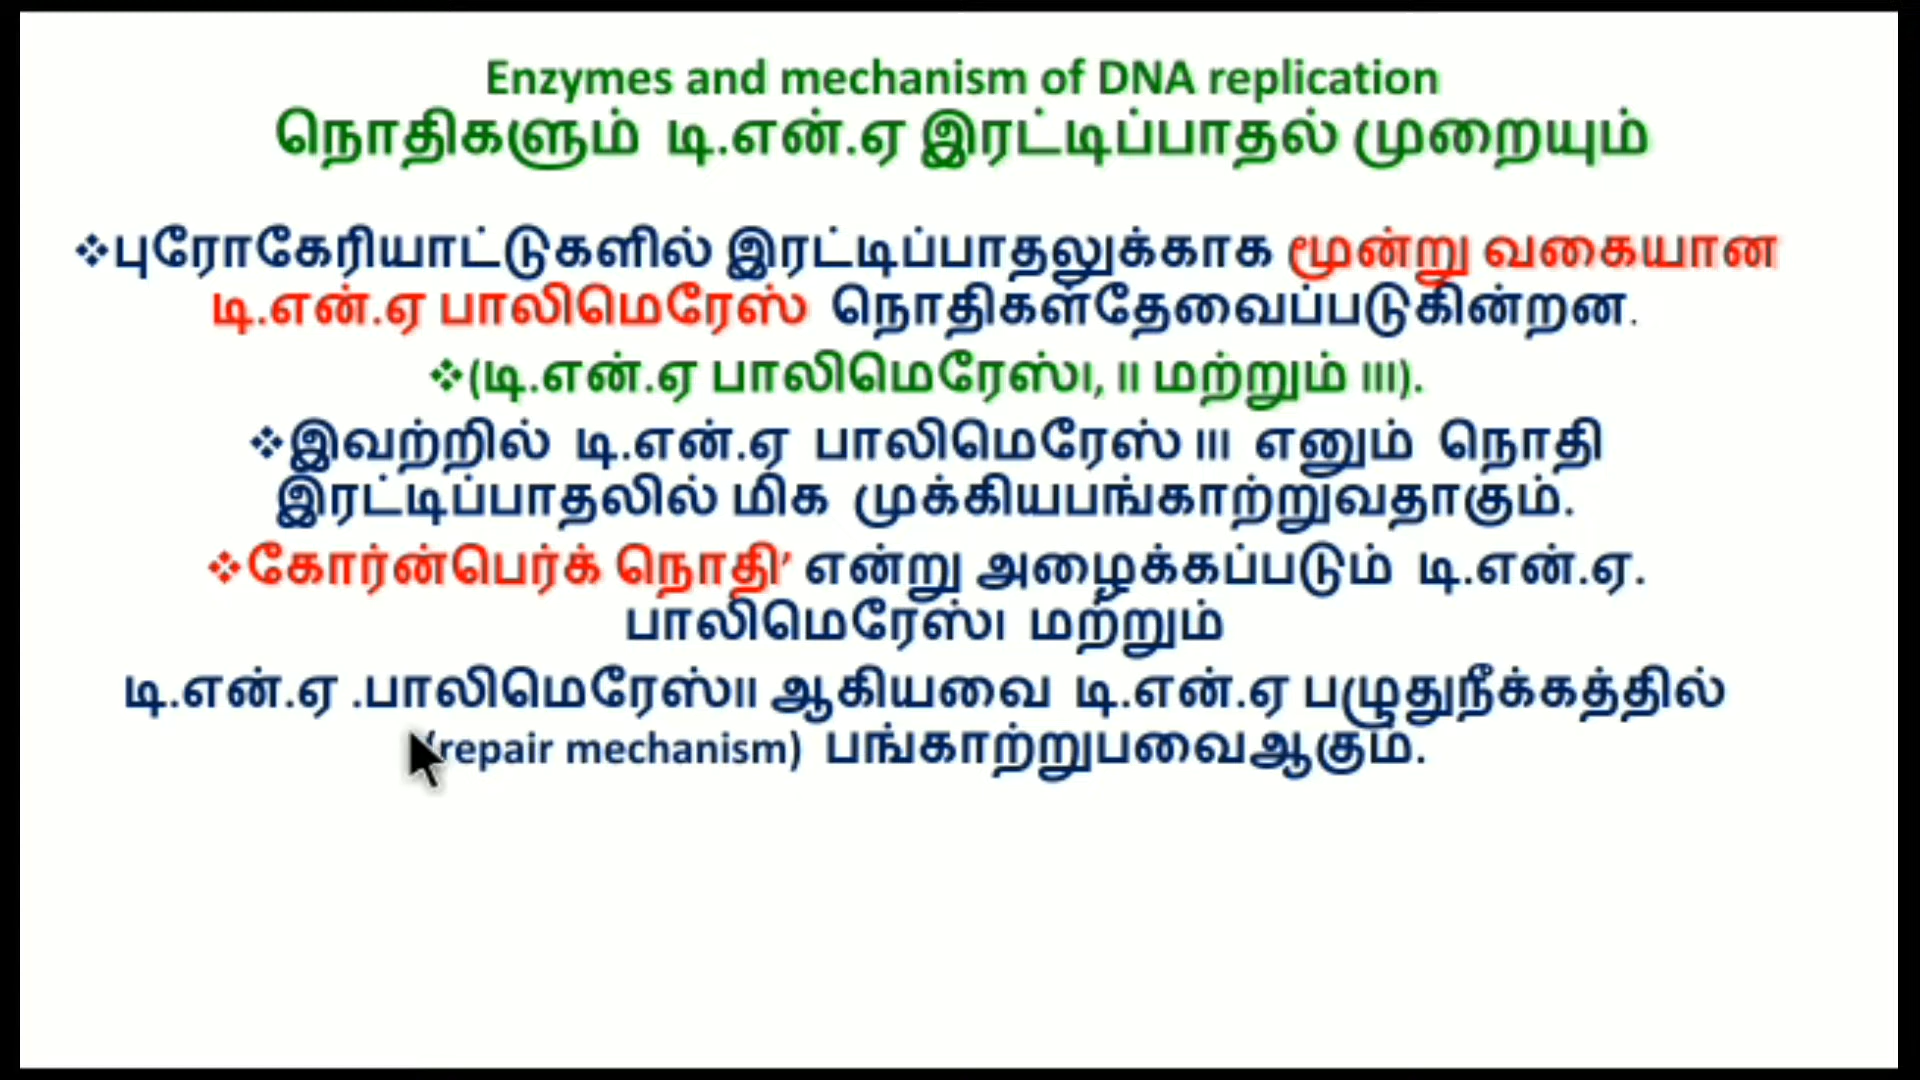 Enzymes and mechanism of DNA replication
நொதிகளும் டி.என்.ஏ இரட்டிப்பாதல் முறையும்
❖புரோகேரியாட்டுகளில் இரட்டிப்பாதலுக்காக மூன்று வகையான
டி.என்.ஏ பாலிமெரேஸ் நொதிகள்தேவைப்படுகின்றன.
❖(டி.என்.ஏ பாலிமெரேஸ்I, II மற்றும் III).
❖இவற்றில் டி.என்.ஏ பாலிமெரேஸ் III எனும் நொதி
இரட்டிப்பாதலில் மிக முக்கியபங்காற்றுவதாகும்.
❖கோர்ன்பெர்க் நொதி’ என்று அழைக்கப்படும் டி.என்.ஏ.
பாலிமெரேஸ்I மற்றும்
டி.என்.ஏ .பாலிமெரேஸ்II ஆகியவை டி.என்.ஏ பழுதுநீக்கத்தில்
(repair mechanism) பங்காற்றுபவைஆகும்.